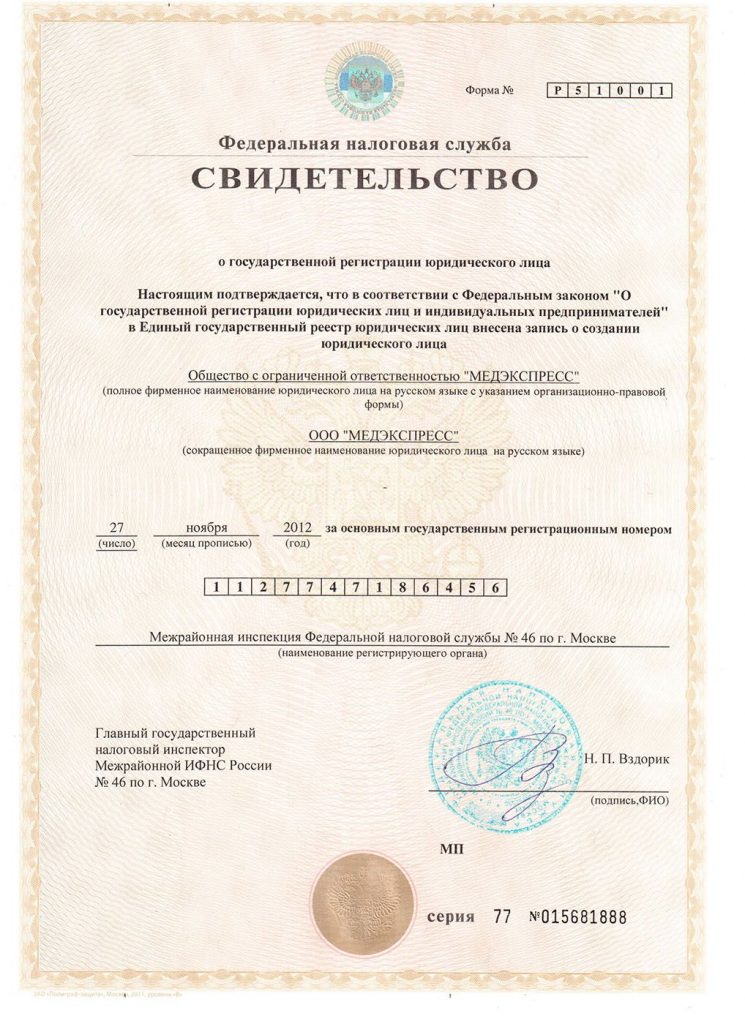 Форма № Р 5 1 0 0 1
Федеральная налоговая служба
СВИДЕТЕЛЬСТВО
о государственной регистрации юридического лица
Настоящим подтверждается, что в соответствии с Федеральным законом "О
государственной регистрации юридических лиц и индивидуальных предпринимателей"
в Единый государственный реестр юридических лиц внесена запись о создании
юридического лица
Общество с ограниченной ответственностью "МЕДЭКСПРЕСС"
(полное фирменное наименование юридического лица на русском языке с указанием организационно-правовой
формы)
ООО "МЕДЭКСПРЕСС"
(сокращенное фирменное наименование юридического лица на русском языке)
-
27 ноября 2012 за основным государственным регистрационным номером
(число) (месяц прописью) (год)
1 1 2 7 7 4 7 1 8 6 4 5 6
Межрайонная инспекция Федеральной налоговой службы № 46 по г. Москве
(наименование регистрирующего органа)
Главный государственный
налоговый инспектор
Межрайонной ИФНС России
№ 46 по г. Москве
Н. П. Вздорик
(подпись,ФИО)
МП
серия 77 №015681888
ЗАО «Полиграф-защита», Москва, 2011, уровень «В»